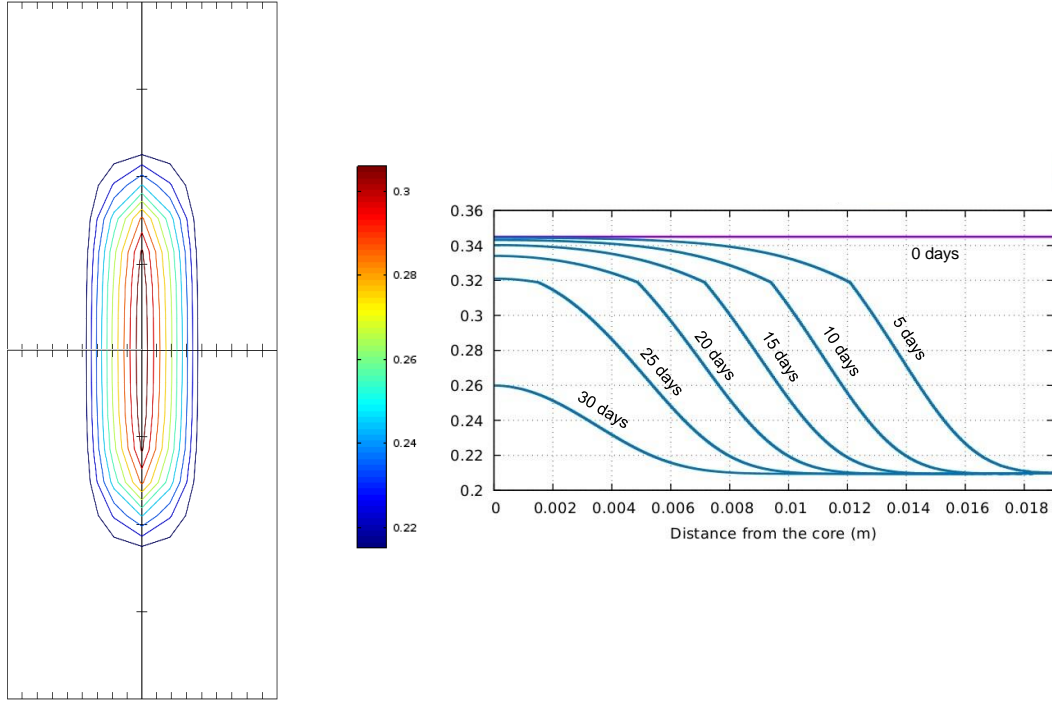 0.3
0.28
0.26
0.24
0.22
0.36
0.34
0.32
0.3
0.28
0.26
0.24
0.22
0.2
0 days
5 days
10 days
15 days
20 days
25 days
30 days
0 0.002 0.004 0.006 0.008 0.01 0.012 0.014 0.016 0.018
Distance from the core (m)